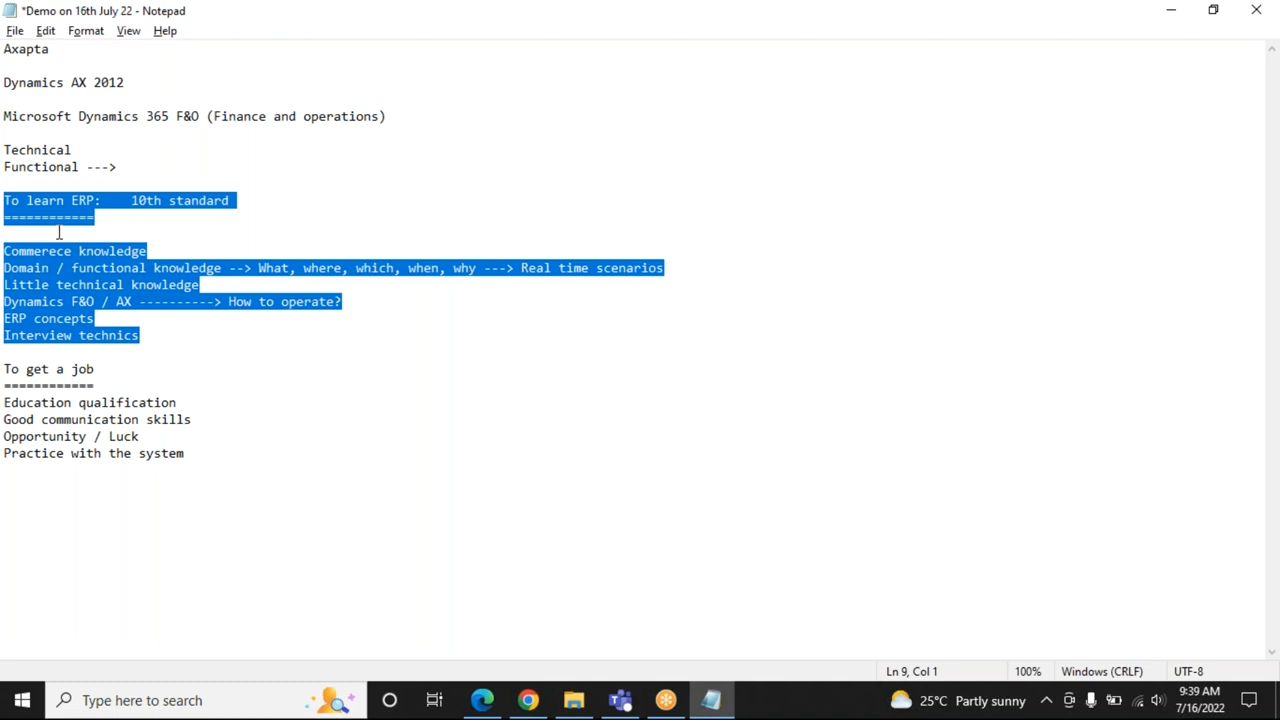 *Demo on 16th July 22 - Notepad
File Edit Format View Help
Axapta
Dynamics AX 2012
Microsoft Dynamics 365 F&O (Finance and operations)
Technical
Functional --->
To learn ERP:    10th standard
============
Commerece knowledge
Domain / functional knowledge --> What, where, which, when, why ---> Real time scenarios
Little technical knowledge
Dynamics F&O / AX ----------> How to operate?
ERP concepts
Interview technics
To get a job
============
Education qualification
Good communication skills
Opportunity / Luck
Practice with the system
Ln 9, Col 1 100% Windows (CRLF) UTF-8
Type here to search
25°C Partly sunny
9:39 AM
7/16/2022